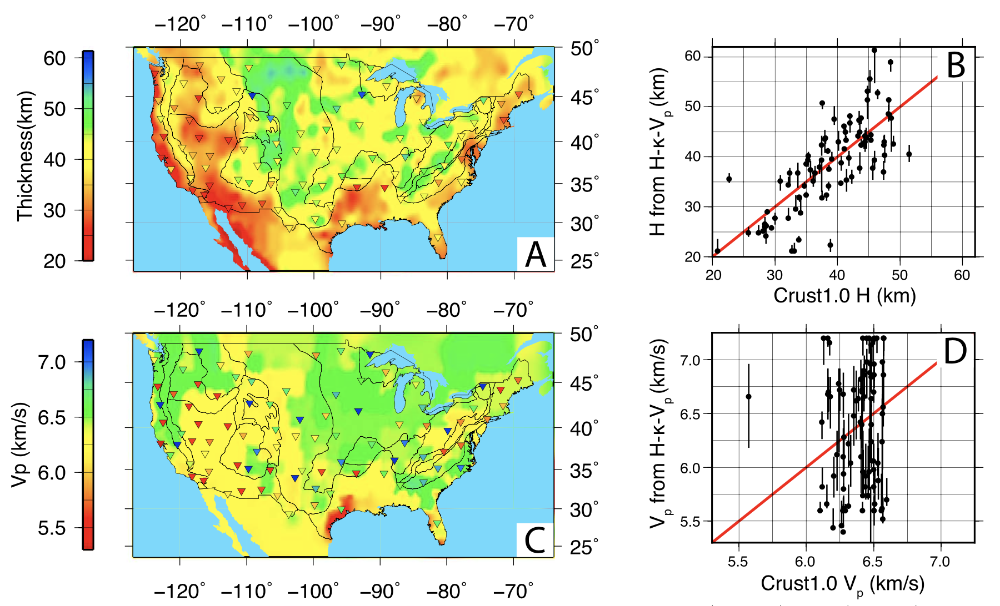 −120° −110° −100° −90° −80° −70°
Thickness(km)
60
50
40
30
20
50°
45°
40°
35°
30°
25°
A
H from H-κ-Vp (km)
60
50
40
30
20
B
20 30 40 50 60
Crust1.0 H (km)
−120° −110° −100° −90° −80° −70°
Vp (km/s)
7.0
6.5
6.0
5.5
50°
45°
40°
35°
30°
25°
C
−120° −110° −100° −90° −80° −70°
Vp from H-κ-Vp (km/s)
7.0
6.5
6.0
5.5
D
5.5 6.0 6.5 7.0
Crust1.0 Vp (km/s)